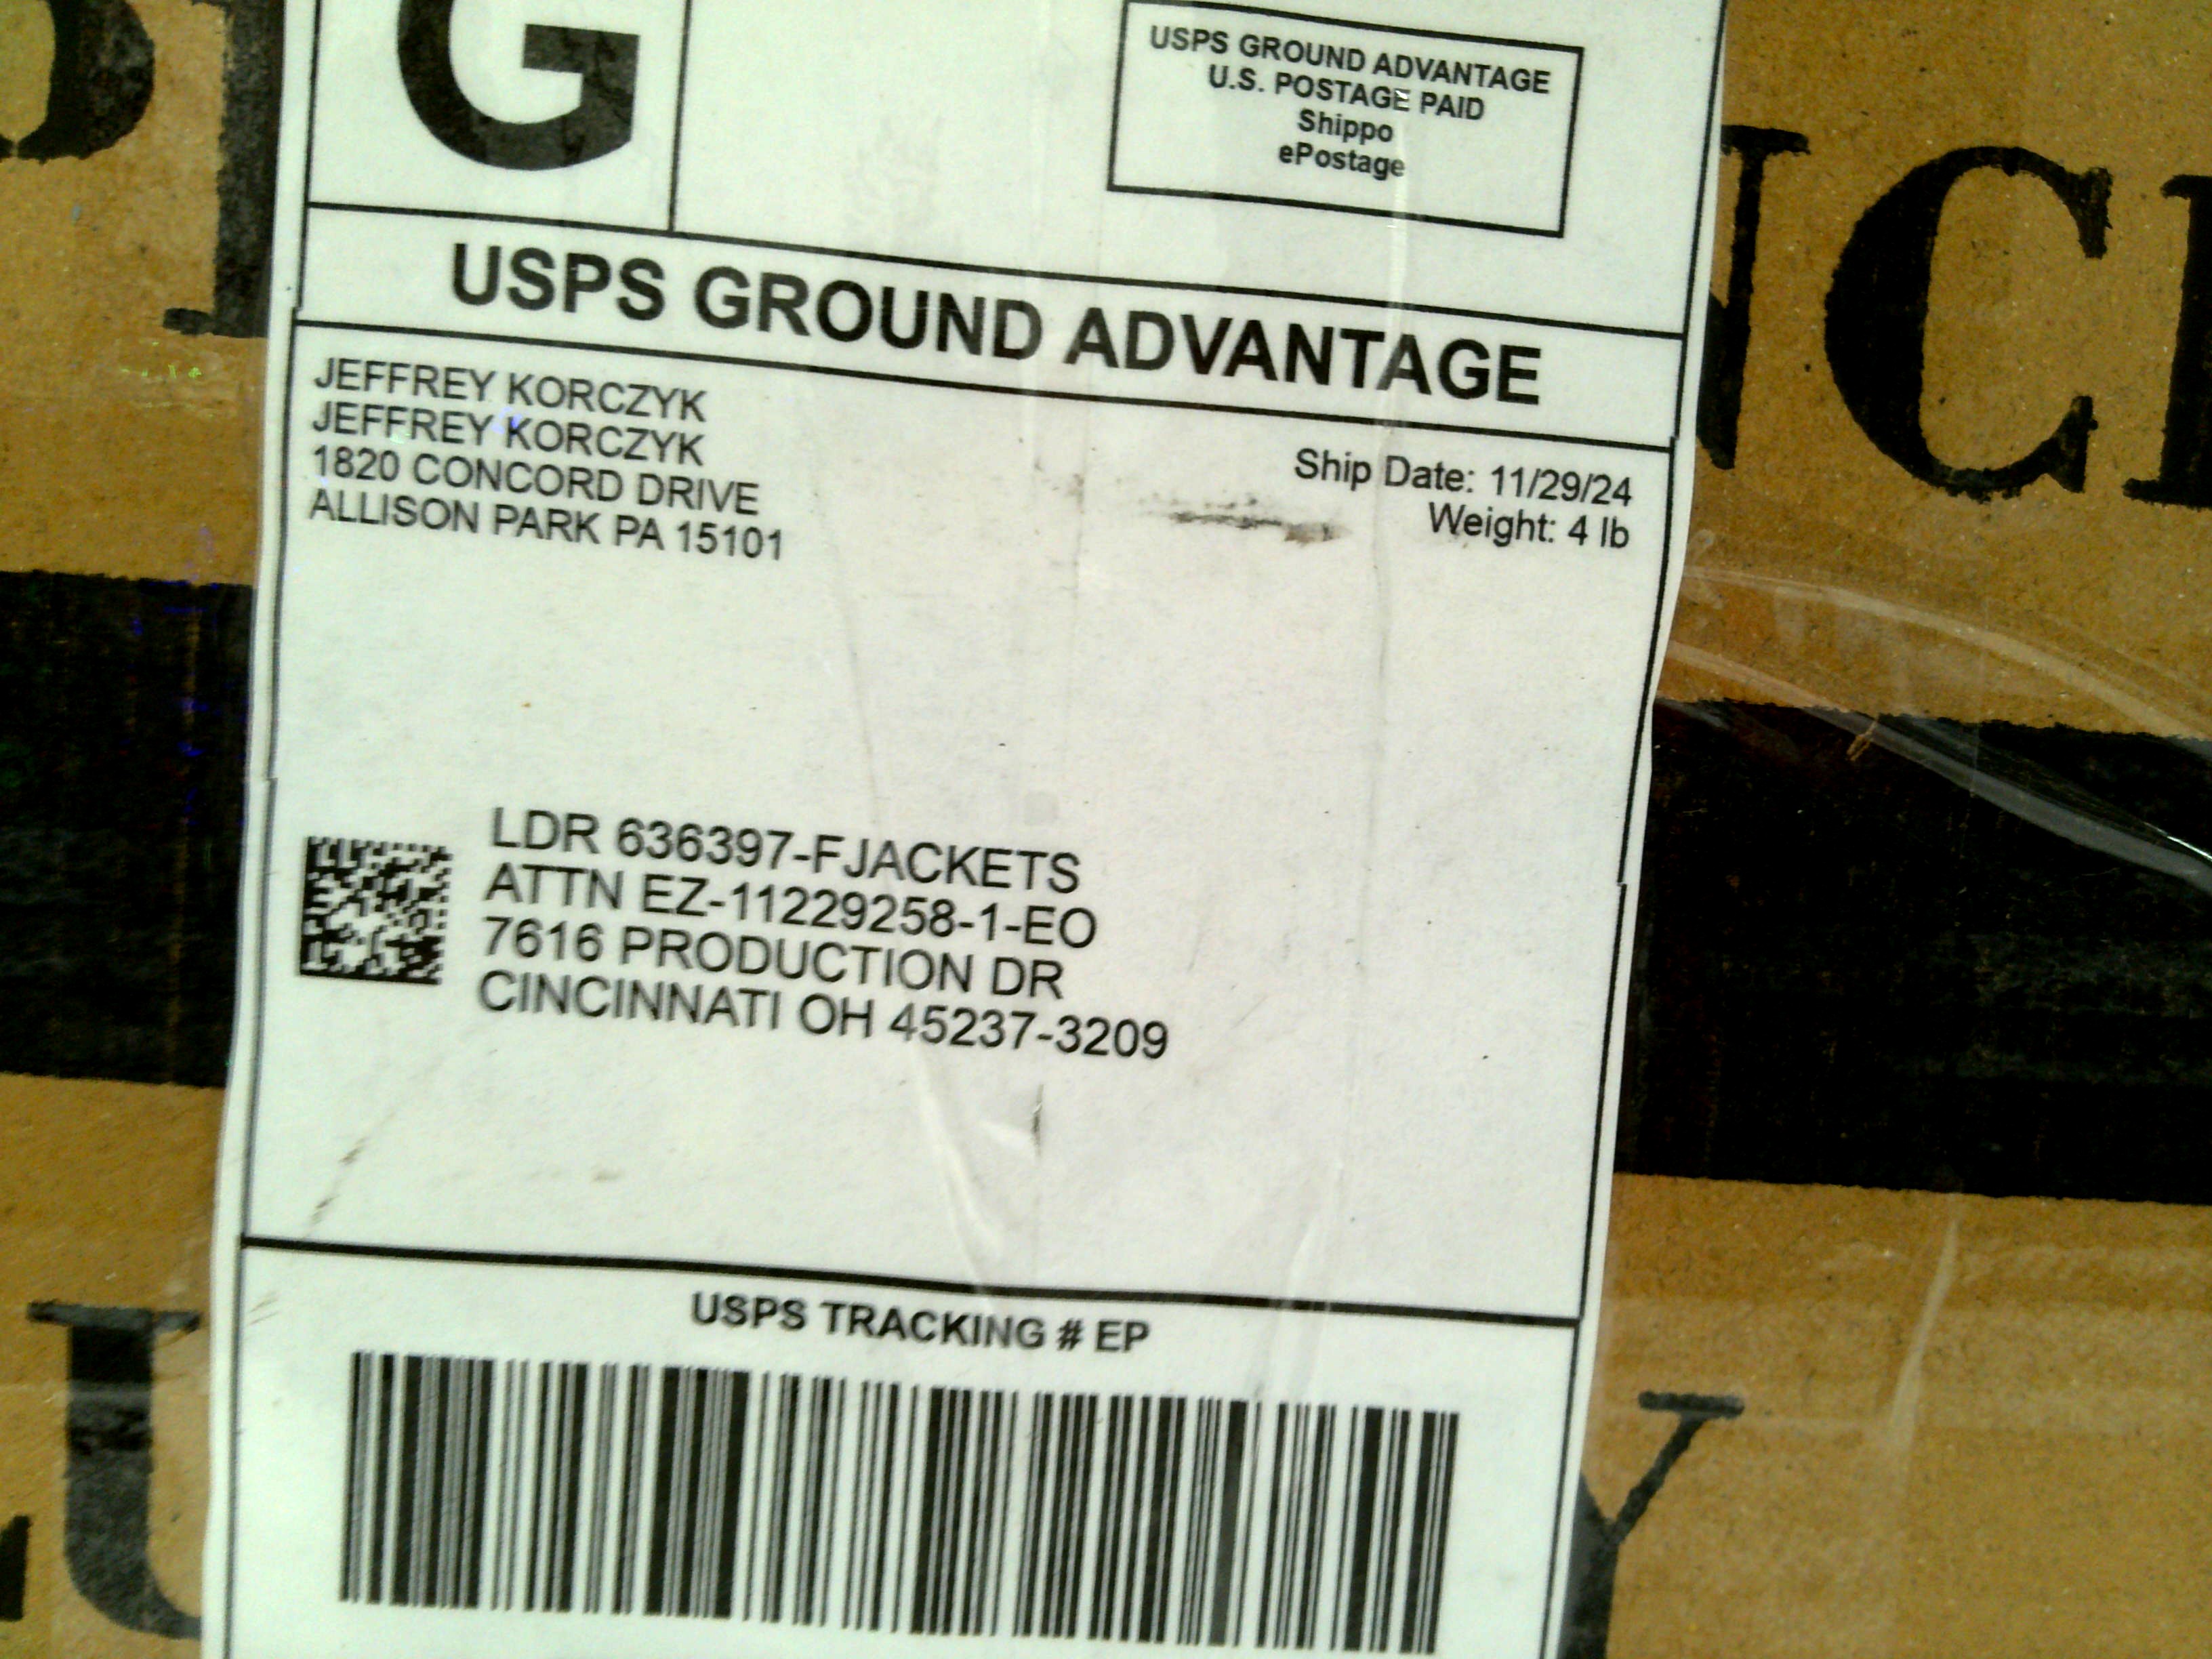 G
USPS GROUND ADVANTAGE
U.S. POSTAGE PAID
Shippo
ePostage
USPS GROUND ADVANTAGE
JEFFREY KORCZYK
JEFFREY KORCZYK
1820 CONCORD DRIVE
ALLISON PARK PA 15101
Ship Date: 11/29/24
Weight: 4 lb
LDR 636397-FJACKETS
ATTN EZ-11229258-1-EO
7616 PRODUCTION DR
CINCINNATI OH 45237-3209
USPS TRACKING # EP